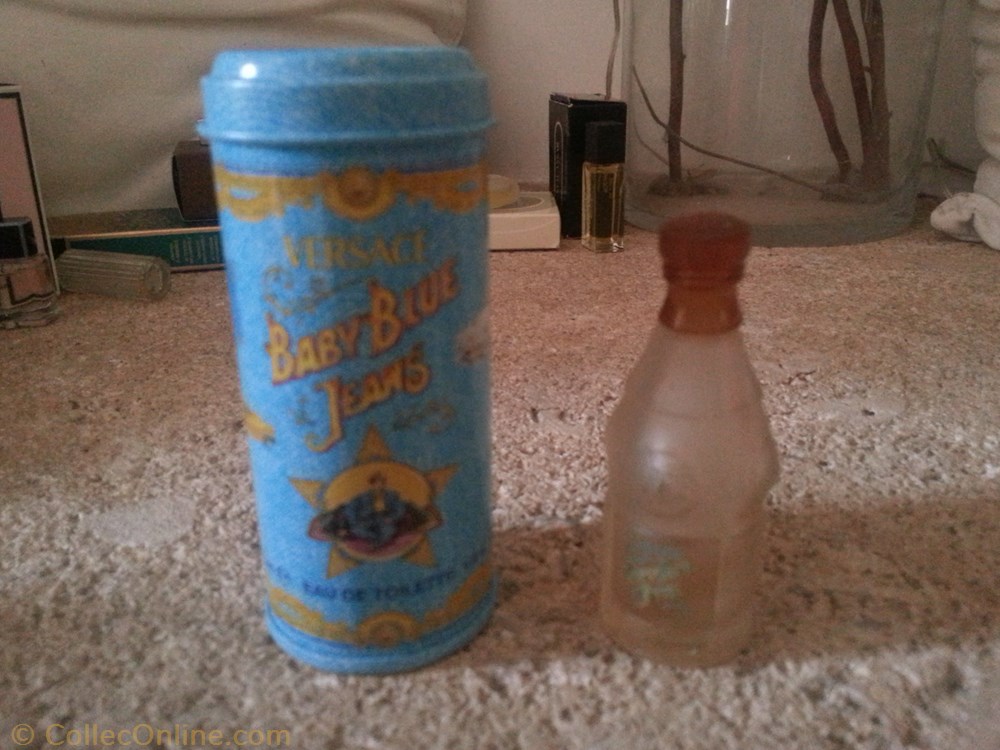 VERSACE
BABY BLUE
JEANS
EAU DE TOILETTE
© CollecOnline.com